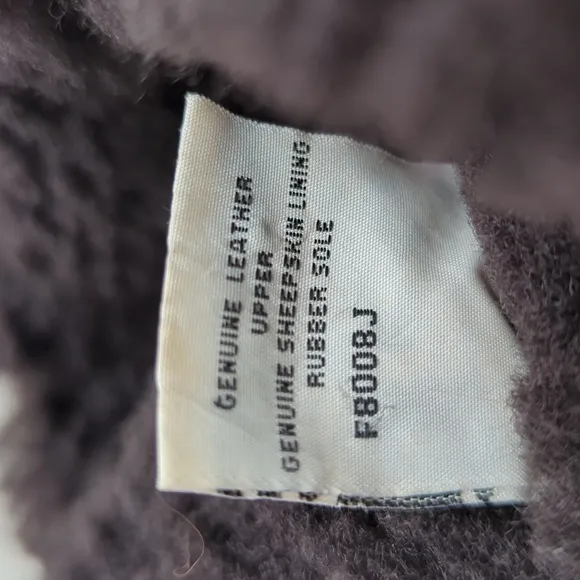 GENUINE LEATHER
UPPER
GENUINE SHEEPSKIN LINING
RUBBER SOLE
F8008J